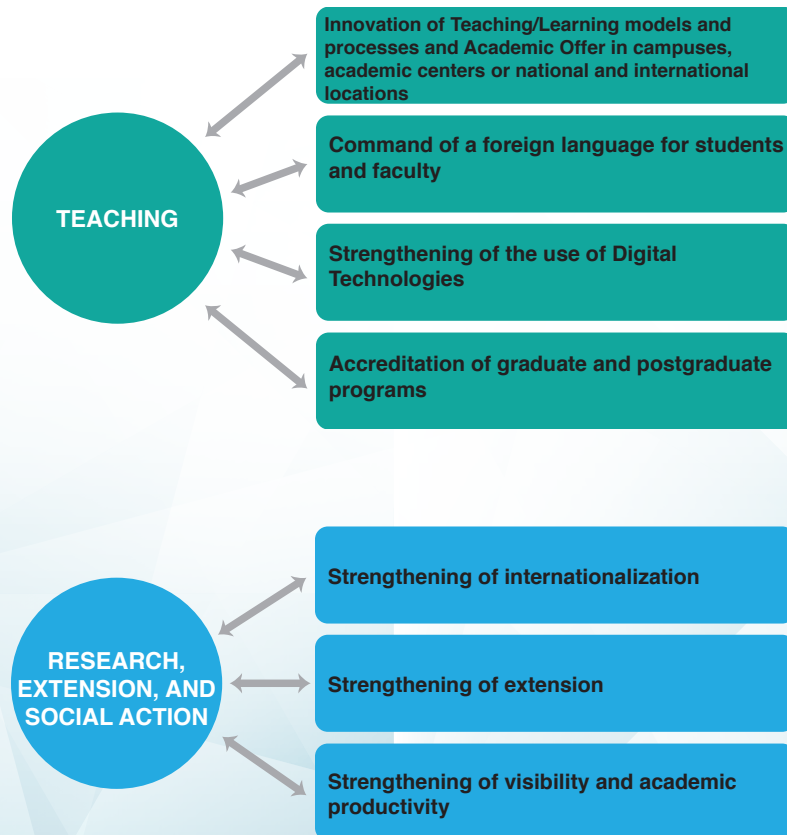 TEACHING
Innovation of Teaching/Learning models and
processes and Academic Offer in campuses,
academic centers or national and international
locations
Command of a foreign language for students
and faculty
Strengthening of the use of Digital
Technologies
Accreditation of graduate and postgraduate
programs
RESEARCH,
EXTENSION, AND
SOCIAL ACTION
Strengthening of internationalization
Strengthening of extension
Strengthening of visibility and academic
productivity